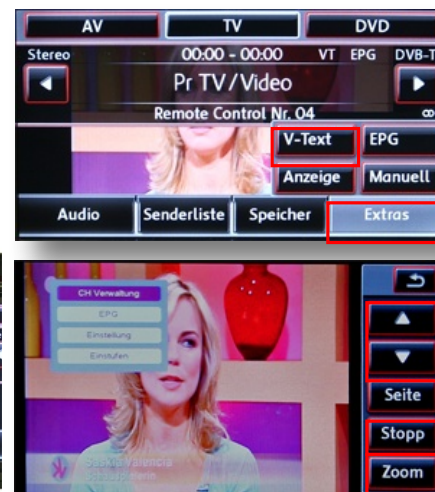 AV TV DVD
Stereo 00:00 - 00:00 VT EPG DVB-T
Pr TV/Video
Remote Control Nr. 04
V-Text EPG
Anzeige Manuell
Audio Senderliste Speicher Extras
CH Verwaltung
EPG
Einstellung
Einstufen
Seite
Stopp
Zoom